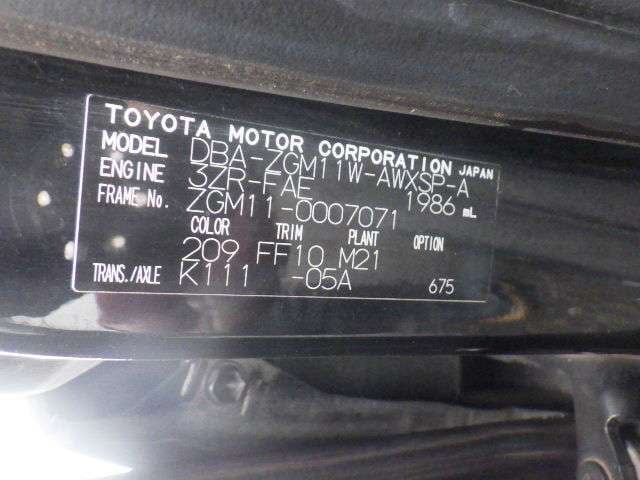 TOYOTA MOTOR CORPORATION JAPAN
MODEL DBA-ZGM11W-AWXSP-A
ENGINE 3ZR-FAE 1986 mL
FRAME No. ZGM11-0007071
COLOR TRIM PLANT OPTION
209 FF10 M21
TRANS./AXLE K111 -05A 675